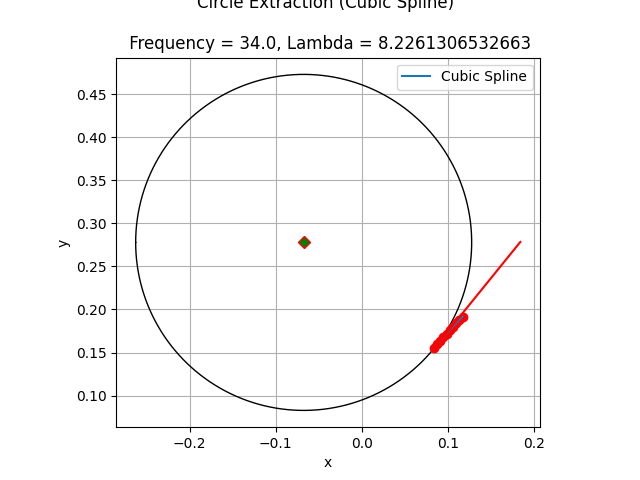 Circle Extraction (Cubic Spline)
Frequency = 34.0, Lambda = 8.2261306532663
Cubic Spline
0.45
0.40
0.35
0.30
0.25
0.20
0.15
0.10
y
−0.2
−0.1
0.0
0.1
0.2
x